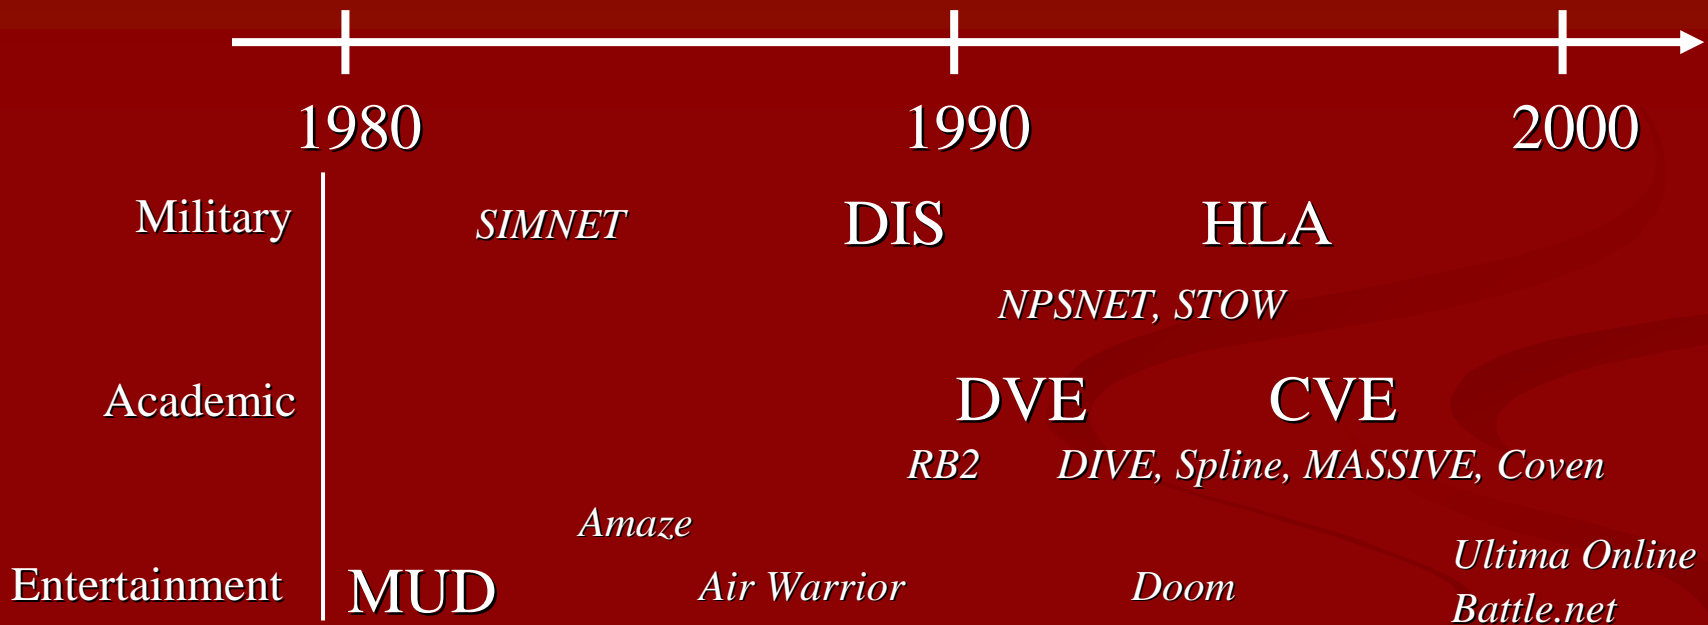 1980 1990 2000
Military SIMNET DIS HLA
NPSNET, STOW
Academic DVE CVE
RB2 DIVE, Spline, MASSIVE, Coven
Amaze
Ultima Online
Entertainment MUD Air Warrior Doom
Battle.net